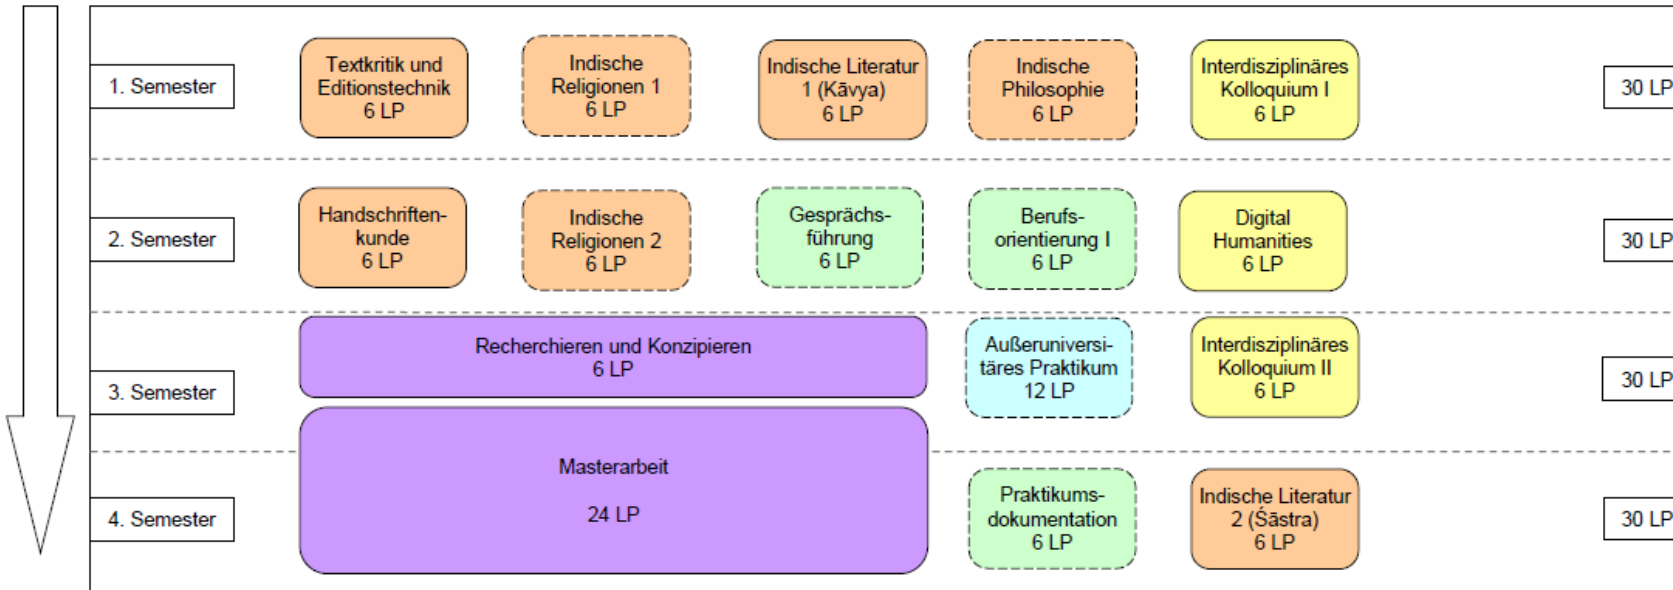 1. Semester
Textkritik und
Editionstechnik
6 LP
Indische
Religionen 1
6 LP
Indische Literatur
1 (Kāvya)
6 LP
Indische
Philosophie
6 LP
Interdisziplinäres
Kolloquium I
6 LP
30 LP
2. Semester
Handschriften-
kunde
6 LP
Indische
Religionen 2
6 LP
Gesprächs-
führung
6 LP
Berufs-
orientierung I
6 LP
Digital
Humanities
6 LP
30 LP
3. Semester
Recherchieren und Konzipieren
6 LP
Außeruniversi-
täres Praktikum
12 LP
Interdisziplinäres
Kolloquium II
6 LP
30 LP
Masterarbeit
24 LP
4. Semester
Praktikums-
dokumentation
6 LP
Indische Literatur
2 (Śāstra)
6 LP
30 LP